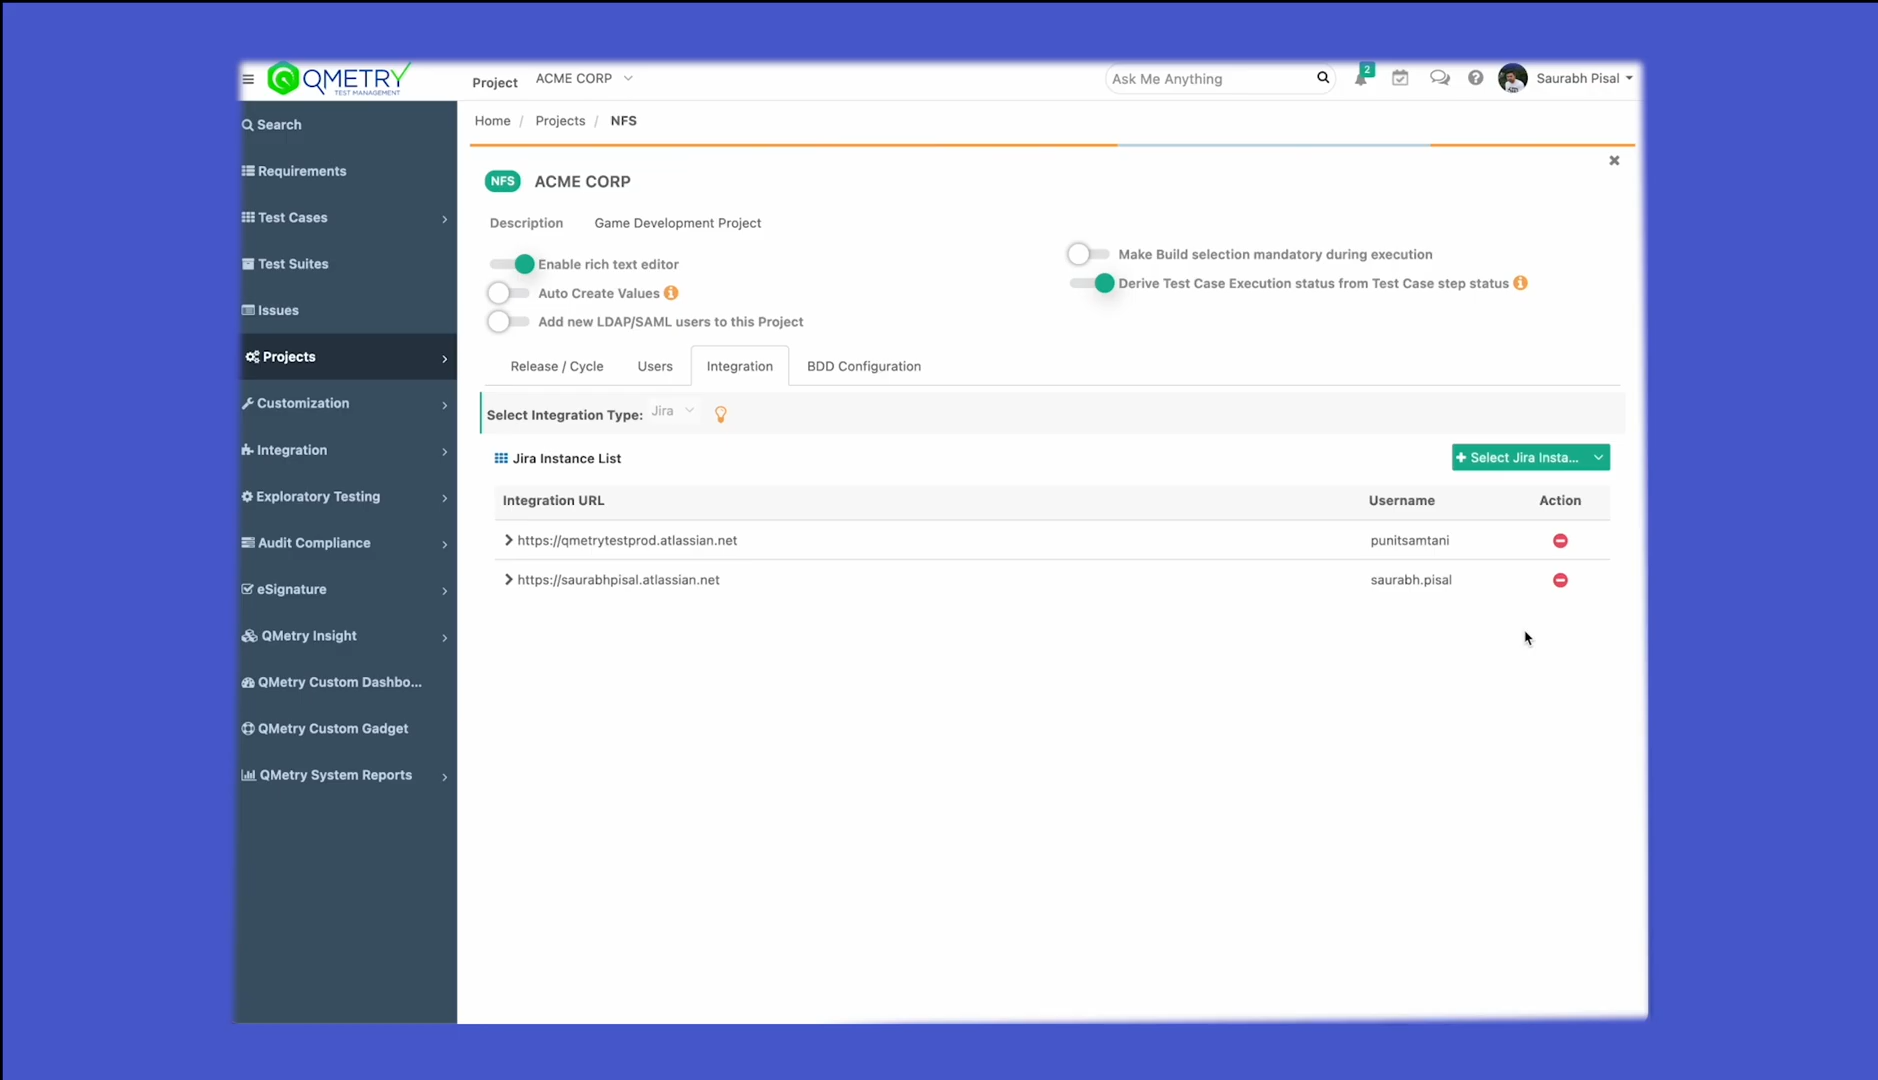 QMETRY
TEST MANAGEMENT
Project ACME CORP
Ask Me Anything
2
Saurabh Pisal
Search
Requirements
Test Cases
Test Suites
Issues
Projects
Customization
Integration
Exploratory Testing
Audit Compliance
eSignature
QMetry Insight
QMetry Custom Dashbo...
QMetry Custom Gadget
QMetry System Reports
Home / Projects / NFS
NFS ACME CORP
Description Game Development Project
Enable rich text editor
Auto Create Values
Add new LDAP/SAML users to this Project
Make Build selection mandatory during execution
Derive Test Case Execution status from Test Case step status
Release / Cycle Users Integration BDD Configuration
Select Integration Type: Jira
Jira Instance List
+ Select Jira Insta...
Integration URL Username Action
https://qmetrytestprod.atlassian.net punitsamtani
https://saurabhpisal.atlassian.net saurabh.pisal